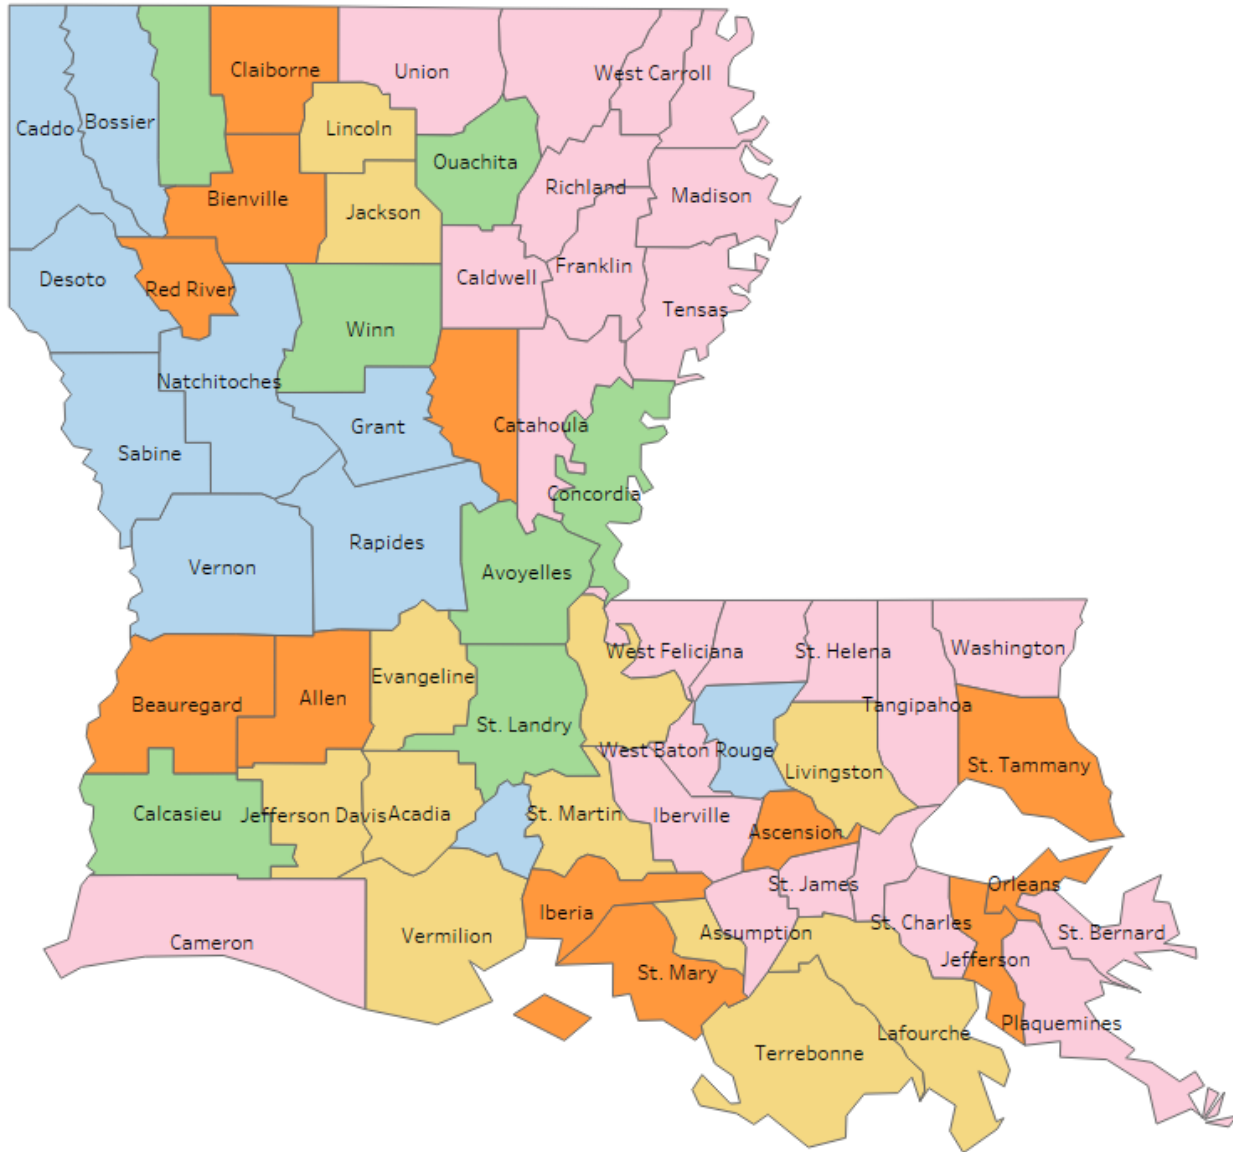 Claiborne
Union
West Carroll
Caddo
Bossier
Lincoln
Ouachita
Richland
Madison
Bienville
Jackson
Desoto
Red River
Caldwell
Franklin
Tensas
Winn
Natchitoches
Grant
Catahoula
Sabine
Concordia
Vernon
Rapides
Avoyelles
West Feliciana
St. Helena
Washington
Evangeline
Beauregard
Allen
Tangipahoa
St. Landry
West Baton Rouge
Livingston
St. Tammany
Calcasieu
Jefferson Davis
Acadia
St. Martin
Iberville
Ascension
St. James
Orleans
Iberia
St. Charles
Cameron
Vermilion
Assumption
St. Bernard
Jefferson
St. Mary
Plaquemines
Lafourche
Terrebonne